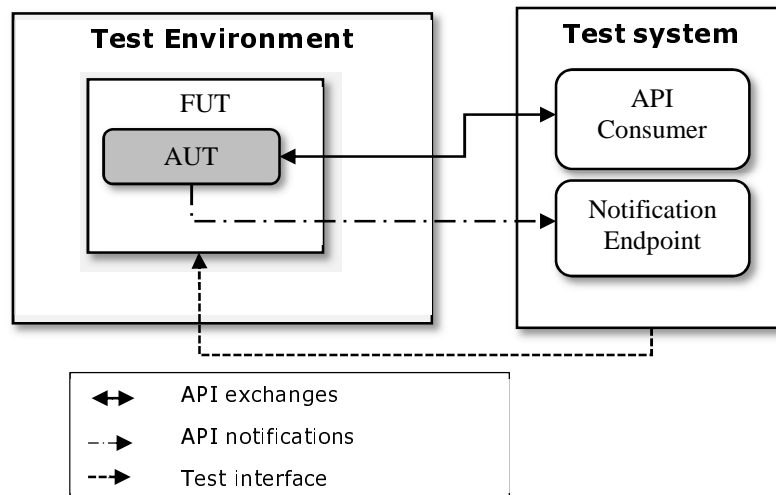 Test Environment
Test system
FUT
AUT
API
Consumer
Notification
Endpoint
API exchanges
API notifications
Test interface